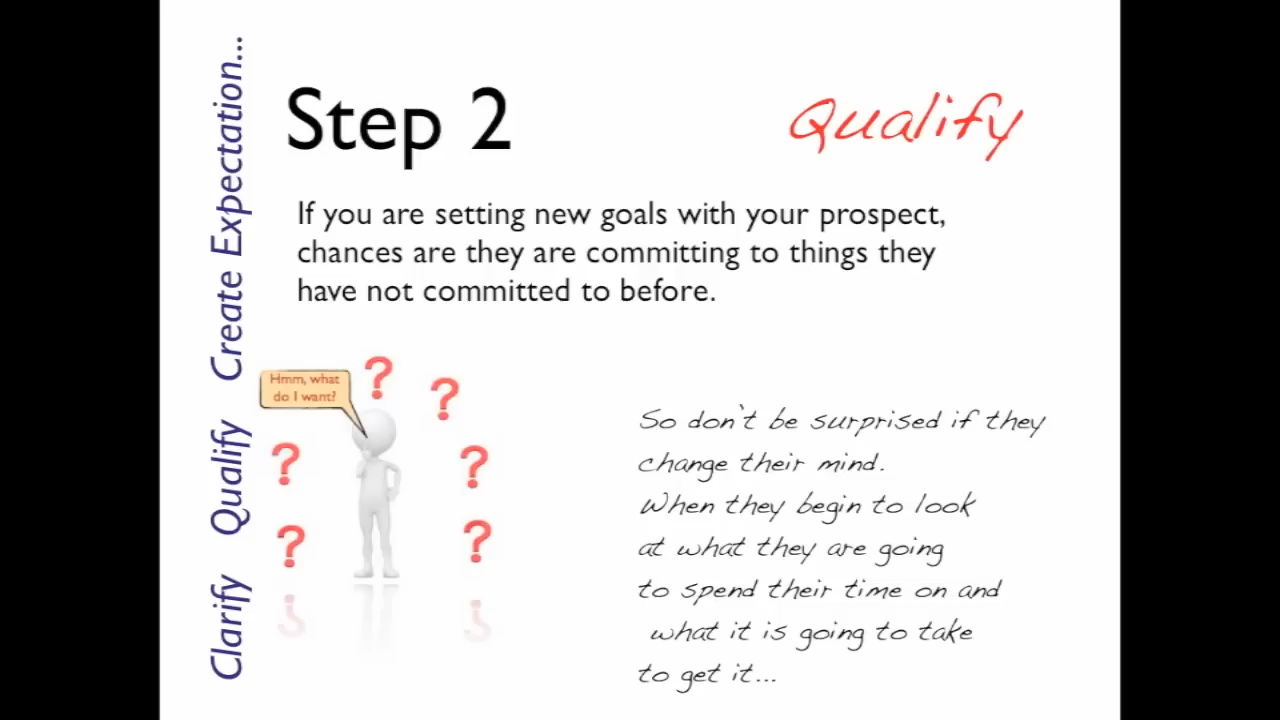 Clarify Qualify Create Expectation...
Step 2
Qualify
If you are setting new goals with your prospect,
chances are they are committing to things they
have not committed to before.
Hmm, what
do I want?
?
?
?
?
?
?
So don't be surprised if they
change their mind.
When they begin to look
at what they are going
to spend their time on and
what it is going to take
to get it...